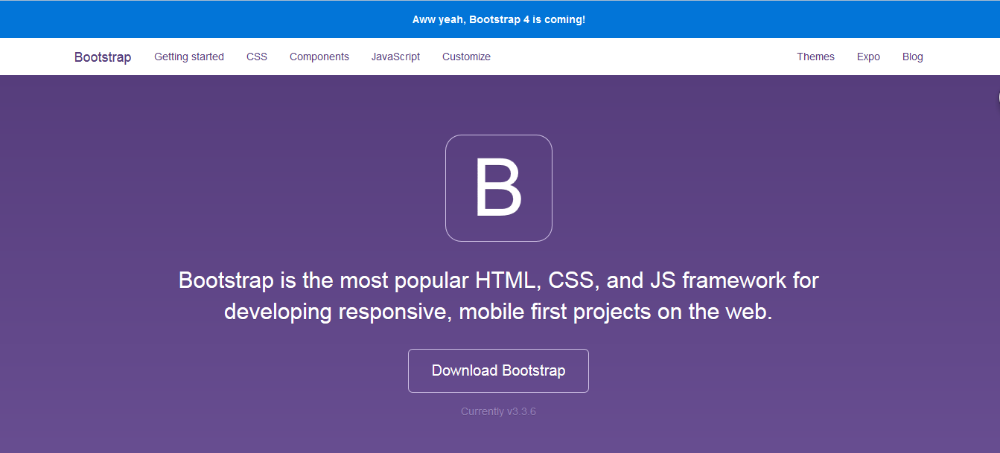 Aww yeah, Bootstrap 4 is coming!
Bootstrap Getting started CSS Components JavaScript Customize Themes Expo Blog
B
Bootstrap is the most popular HTML, CSS, and JS framework for
developing responsive, mobile first projects on the web.
Download Bootstrap
Currently v3.3.6